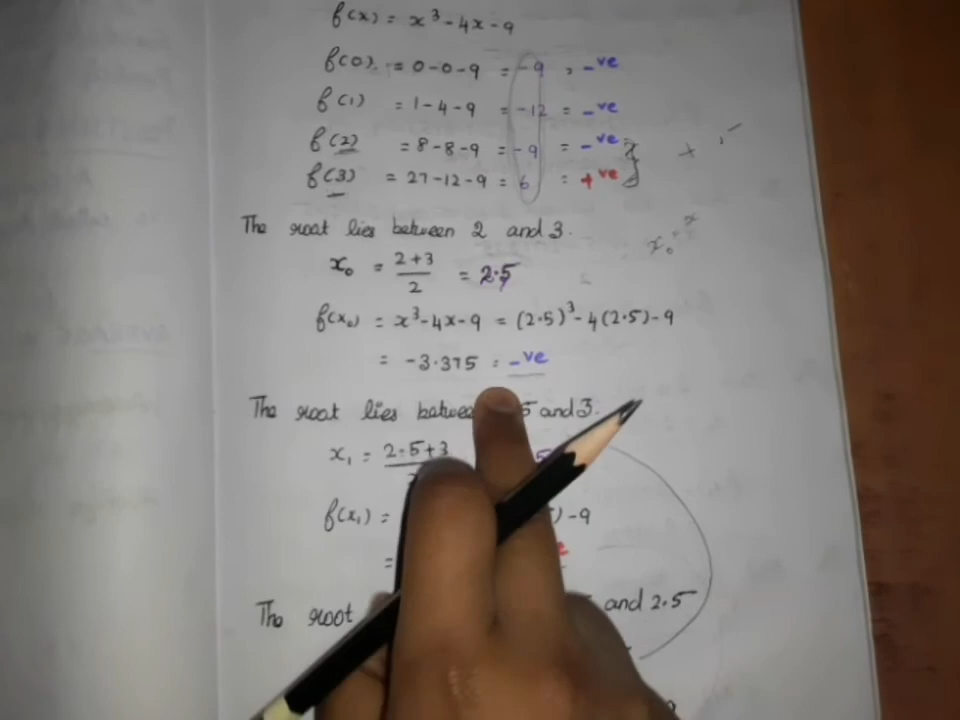 f(x) = x³-4x-9
f(0) = 0-0-9 = -9, -ve
f(1) = 1-4-9 = -12 = -ve
f(2) = 8-8-9 = -9 = -ve
f(3) = 27-12-9 = 6 = +ve
+, -
The root lies between 2 and 3.
x₀ = 2+3/2 = 2.5
f(x₀) = x³-4x-9 = (2.5)³-4(2.5)-9
= -3.375 = -ve
The root lies between 5 and 3.
x₁ = 2.5+3 5
f(x₁) = )-9
=
The root and 2.5